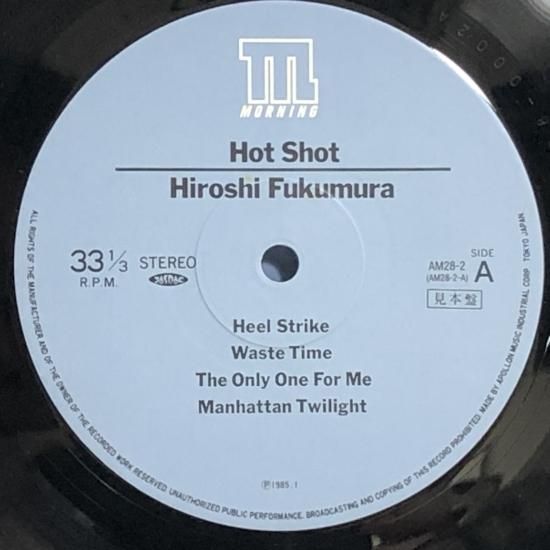 MORNING
Hot Shot
Hiroshi Fukumura
33 1/3 STEREO
R.P.M.
SIDE
AM28-2 A
(AM28-2-A)
見本盤
Heel Strike
Waste Time
The Only One For Me
Manhattan Twilight
Ⓟ1985.1
ALL RIGHTS OF THE MANUFACTURER AND OF THE OWNER OF THE RECORDED WORK RESERVED. UNAUTHORIZED PUBLIC PERFORMANCE, BROADCASTING AND COPYING OF THIS RECORD PROHIBITED. MADE BY APOLLON MUSIC INDUSTRIAL CORP. TOKYO JAPAN